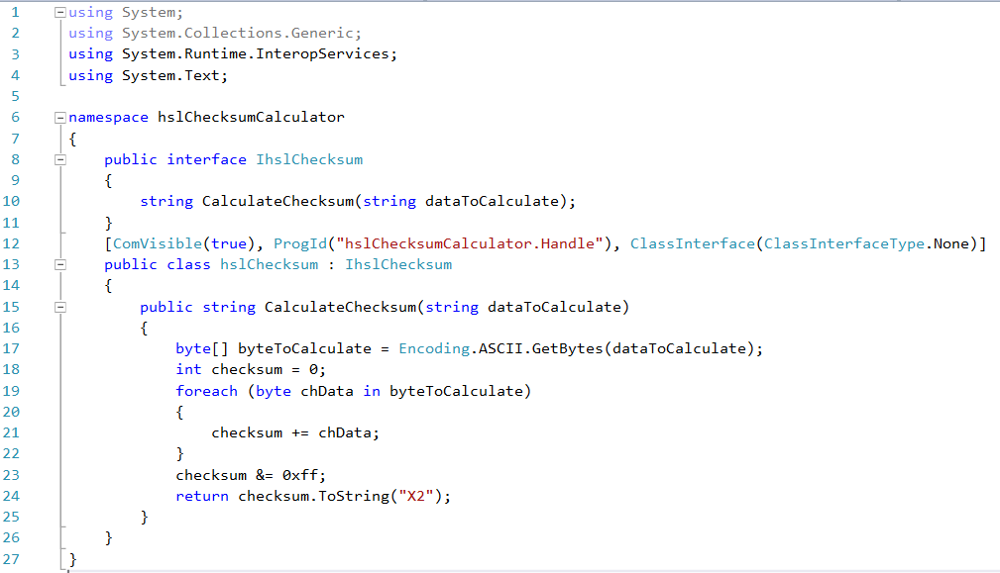 1 using System;
2 using System.Collections.Generic;
3 using System.Runtime.InteropServices;
4 using System.Text;
5
6 namespace hslChecksumCalculator
7 {
8     public interface IhslChecksum
9     {
10         string CalculateChecksum(string dataToCalculate);
11     }
12     [ComVisible(true), ProgId("hslChecksumCalculator.Handle"), ClassInterface(ClassInterfaceType.None)]
13     public class hslChecksum : IhslChecksum
14     {
15         public string CalculateChecksum(string dataToCalculate)
16         {
17             byte[] byteToCalculate = Encoding.ASCII.GetBytes(dataToCalculate);
18             int checksum = 0;
19             foreach (byte chData in byteToCalculate)
20             {
21                 checksum += chData;
22             }
23             checksum &= 0xff;
24             return checksum.ToString("X2");
25         }
26     }
27 }